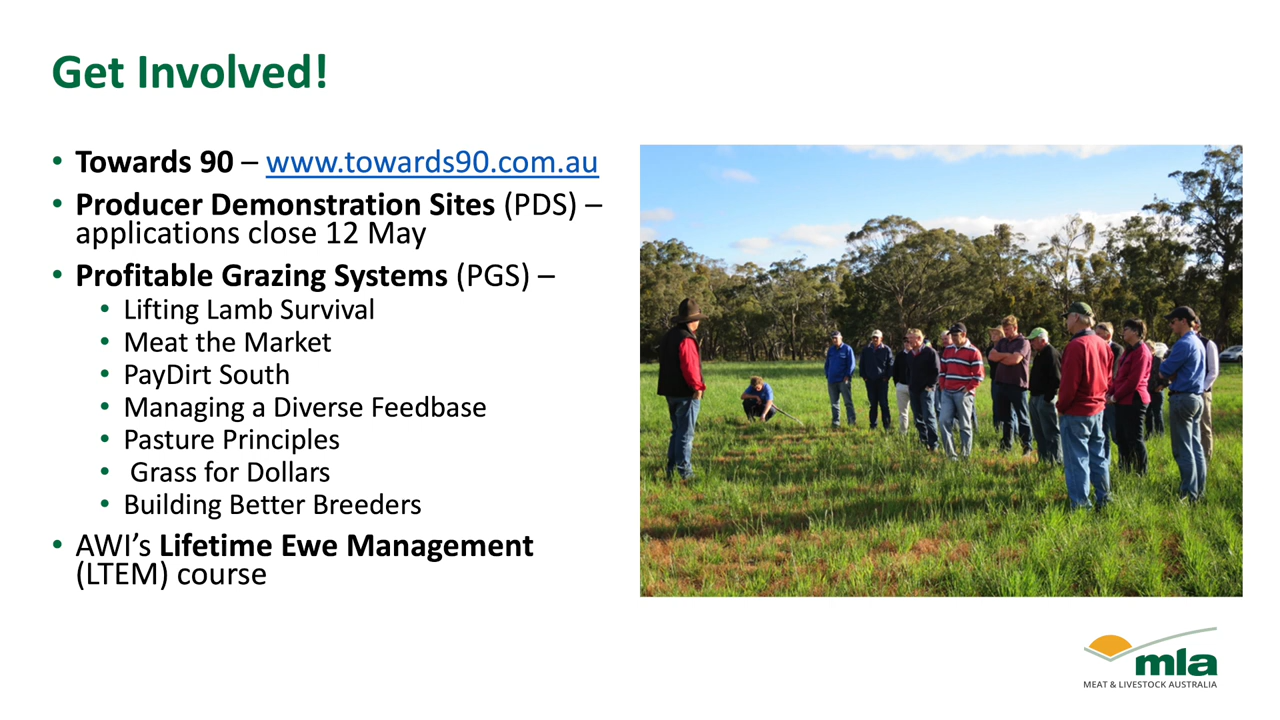 Get Involved!
• Towards 90 – www.towards90.com.au
• Producer Demonstration Sites (PDS) –
applications close 12 May
• Profitable Grazing Systems (PGS) –
• Lifting Lamb Survival
• Meat the Market
• PayDirt South
• Managing a Diverse Feedbase
• Pasture Principles
• Grass for Dollars
• Building Better Breeders
• AWI’s Lifetime Ewe Management
(LTEM) course
mla
MEAT & LIVESTOCK AUSTRALIA